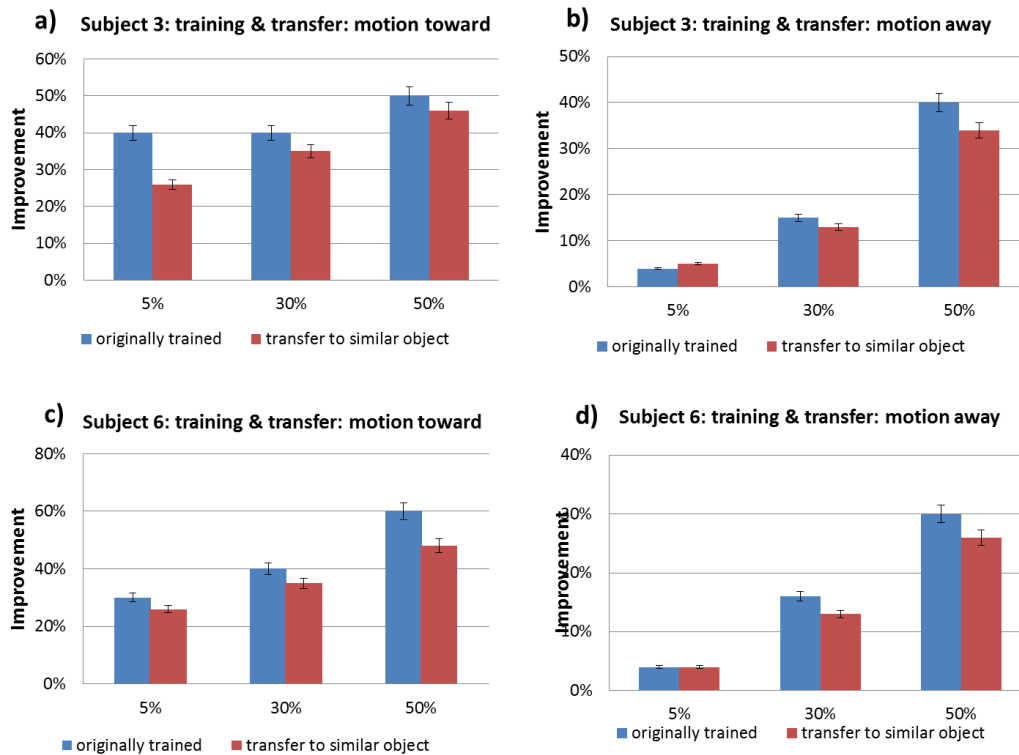 a) Subject 3: training & transfer: motion toward
60%
50%
40%
30%
20%
10%
0%
Improvement
5% 30% 50%
originally trained transfer to similar object
b) Subject 3: training & transfer: motion away
50%
40%
30%
20%
10%
0%
Improvement
5% 30% 50%
originally trained transfer to similar object
c) Subject 6: training & transfer: motion toward
80%
60%
40%
20%
0%
Improvement
5% 30% 50%
originally trained transfer to similar object
d) Subject 6: training & transfer: motion away
40%
30%
20%
10%
0%
Improvement
5% 30% 50%
originally trained transfer to similar object